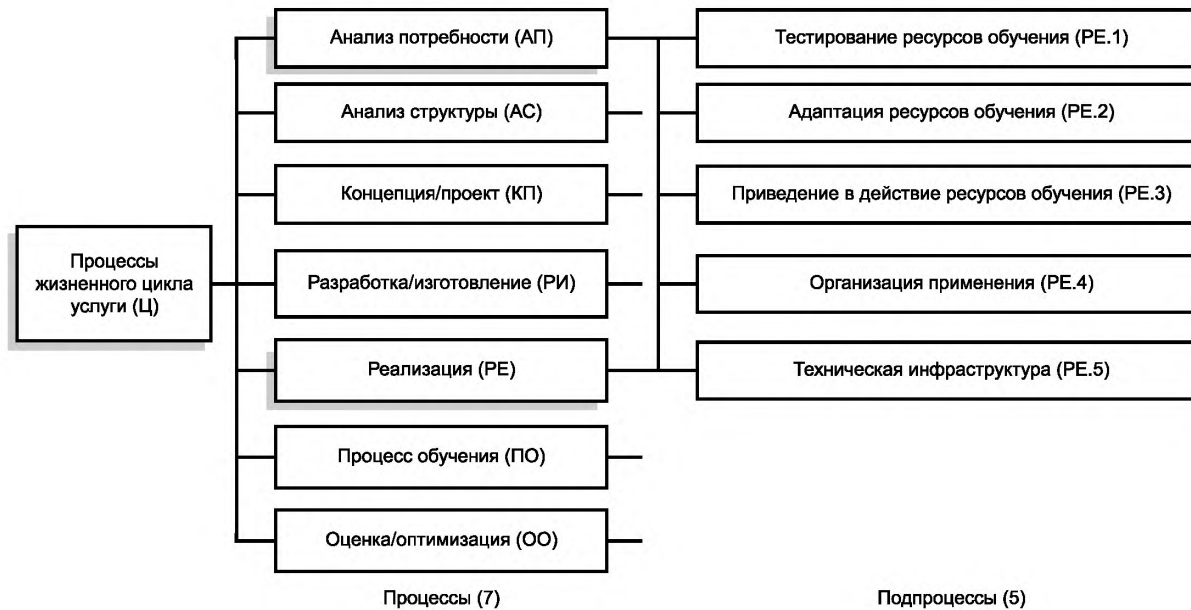 Процессы
жизненного цикла
услуги (Ц)
Анализ потребности (АП)
Анализ структуры (АС)
Концепция/проект (КП)
Разработка/изготовление (РИ)
Реализация (РЕ)
Процесс обучения (ПО)
Оценка/оптимизация (ОО)
Процессы (7)
Тестирование ресурсов обучения (РЕ.1)
Адаптация ресурсов обучения (РЕ.2)
Приведение в действие ресурсов обучения (РЕ.3)
Организация применения (РЕ.4)
Техническая инфраструктура (РЕ.5)
Подпроцессы (5)